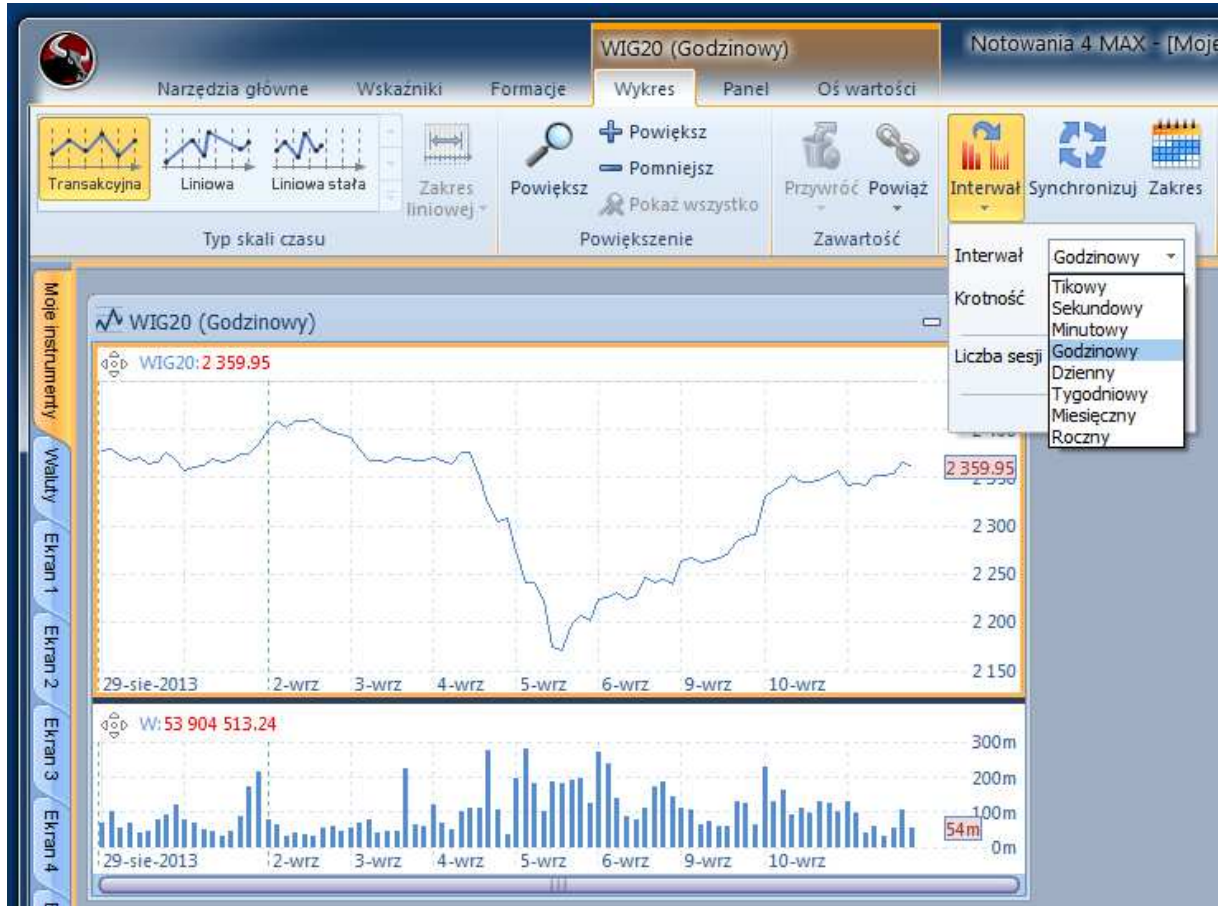 WIG20 (Godzinowy)
Notowania 4 MAX - [Moje
Narzędzia główne
Wskaźniki
Formacje
Wykres
Panel
Oś wartości
Transakcyjna
Liniowa
Liniowa stała
Zakres
liniowej
Typ skali czasu
Powiększ
Powiększ
Pomniejsz
Pokaż wszystko
Powiększenie
Przywróć
Powiąż
Zawartość
Interwał
Synchronizuj
Zakres
Interwał
Godzinowy
Krotność
Liczba sesji
Tikowy
Sekundowy
Minutowy
Godzinowy
Dzienny
Tygodniowy
Miesięczny
Roczny
Moje instrumenty
Waluty
Ekran 1
Ekran 2
Ekran 3
Ekran 4
WIG20 (Godzinowy)
WIG20: 2 359.95
2 359.95
2 300
2 250
2 200
2 150
29-sie-2013 2-wrz 3-wrz 4-wrz 5-wrz 6-wrz 9-wrz 10-wrz
W: 53 904 513.24
300m
200m
100m
54m
0m
29-sie-2013 2-wrz 3-wrz 4-wrz 5-wrz 6-wrz 9-wrz 10-wrz